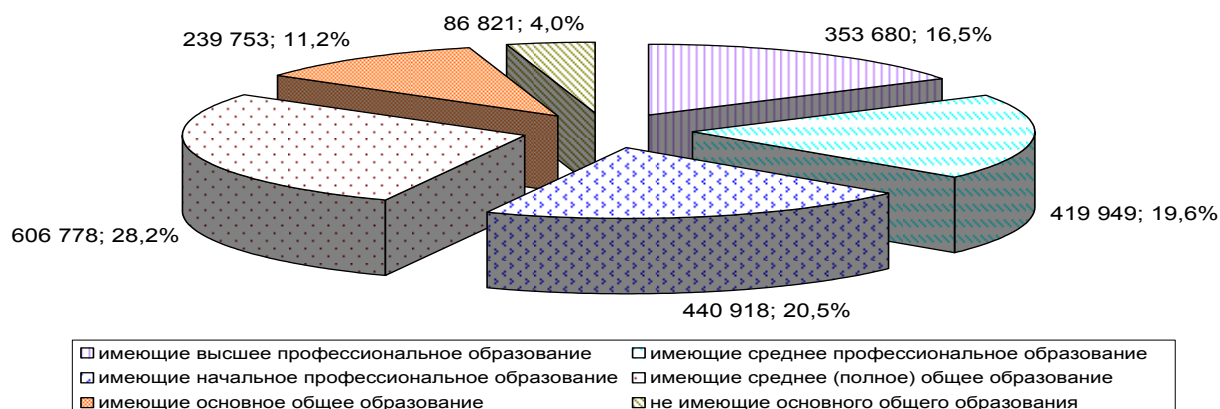 86 821; 4,0%
239 753; 11,2%
353 680; 16,5%
606 778; 28,2%
419 949; 19,6%
440 918; 20,5%
имеющие высшее профессиональное образование
имеющие среднее профессиональное образование
имеющие начальное профессиональное образование
имеющие среднее (полное) общее образование
имеющие основное общее образование
не имеющие основного общего образования